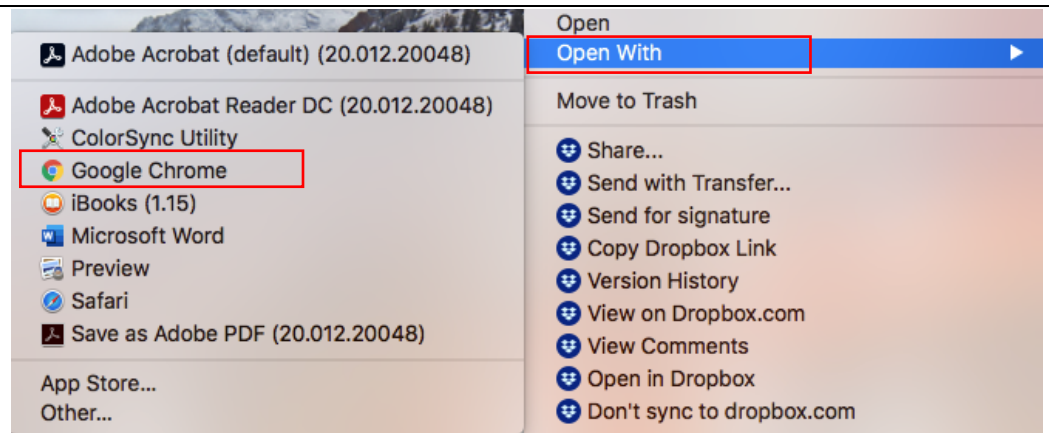 Adobe Acrobat (default) (20.012.20048)
Adobe Acrobat Reader DC (20.012.20048)
ColorSync Utility
Google Chrome
iBooks (1.15)
Microsoft Word
Preview
Safari
Save as Adobe PDF (20.012.20048)
App Store...
Other...
Open
Open With
Move to Trash
Share...
Send with Transfer...
Send for signature
Copy Dropbox Link
Version History
View on Dropbox.com
View Comments
Open in Dropbox
Don't sync to dropbox.com